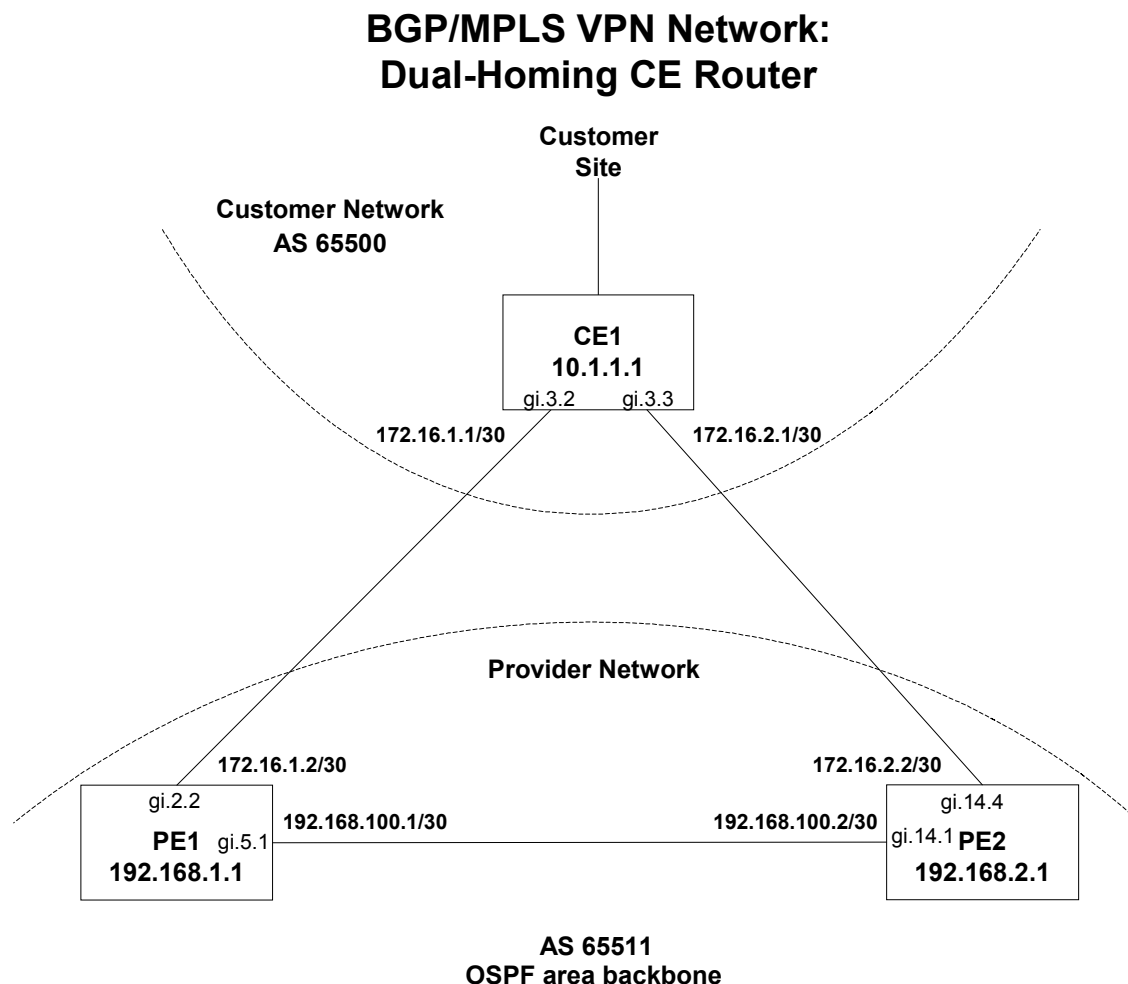 BGP/MPLS VPN Network:
Dual-Homing CE Router
Customer
Site
Customer Network
AS 65500
CE1
10.1.1.1
gi.3.2
gi.3.3
172.16.1.1/30
172.16.2.1/30
Provider Network
172.16.1.2/30
172.16.2.2/30
gi.2.2
PE1
gi.5.1
192.168.1.1
192.168.100.1/30
192.168.100.2/30
gi.14.4
gi.14.1
PE2
192.168.2.1
AS 65511
OSPF area backbone